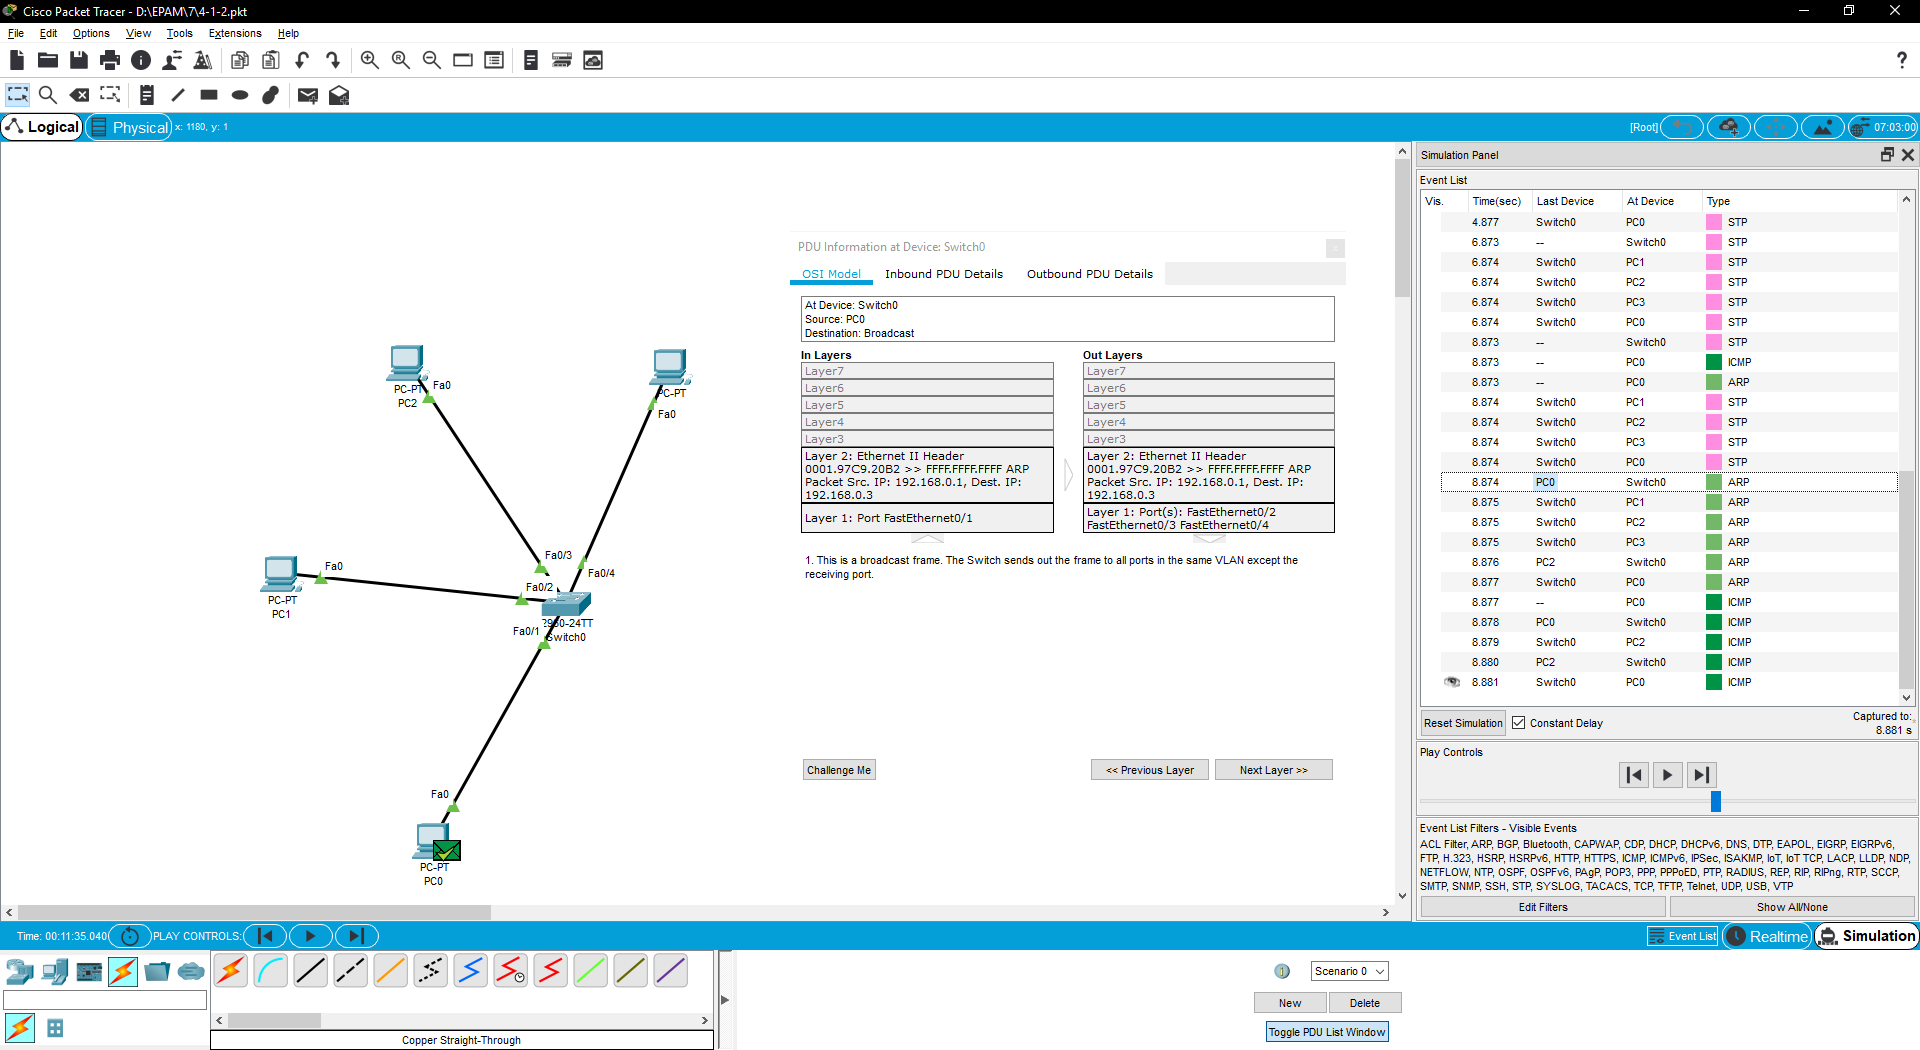 Cisco Packet Tracer - D:\EPAM\7\4-1-2.pkt
File Edit Options View Tools Extensions Help
Logical Physical x: 1180, y: 1 [Root] 07:03:00
PC-PT
PC2
Fa0
PC-PT
Fa0
Fa0
PC-PT
PC1
Fa0/3
Fa0/4
Fa0/2
Fa0/1
2960-24TT
Switch0
Fa0
PC-PT
PC0
PDU Information at Device: Switch0
OSI Model Inbound PDU Details Outbound PDU Details
At Device: Switch0
Source: PC0
Destination: Broadcast
In Layers
Layer7
Layer6
Layer5
Layer4
Layer3
Layer 2: Ethernet II Header
0001.97C9.20B2 >> FFFF.FFFF.FFFF ARP
Packet Src. IP: 192.168.0.1, Dest. IP:
192.168.0.3
Layer 1: Port FastEthernet0/1
Out Layers
Layer7
Layer6
Layer5
Layer4
Layer3
Layer 2: Ethernet II Header
0001.97C9.20B2 >> FFFF.FFFF.FFFF ARP
Packet Src. IP: 192.168.0.1, Dest. IP:
192.168.0.3
Layer 1: Port(s): FastEthernet0/2
FastEthernet0/3 FastEthernet0/4
1. This is a broadcast frame. The Switch sends out the frame to all ports in the same VLAN except the
receiving port.
Challenge Me << Previous Layer Next Layer >>
Simulation Panel
Event List
Vis. Time(sec) Last Device At Device Type
4.877 Switch0 PC0 STP
6.873 -- Switch0 STP
6.874 Switch0 PC1 STP
6.874 Switch0 PC2 STP
6.874 Switch0 PC3 STP
6.874 Switch0 PC0 STP
8.873 -- Switch0 STP
8.873 -- PC0 ICMP
8.873 -- PC0 ARP
8.874 Switch0 PC1 STP
8.874 Switch0 PC2 STP
8.874 Switch0 PC3 STP
8.874 Switch0 PC0 STP
8.874 PC0 Switch0 ARP
8.875 Switch0 PC1 ARP
8.875 Switch0 PC2 ARP
8.875 Switch0 PC3 ARP
8.876 PC2 Switch0 ARP
8.877 Switch0 PC0 ARP
8.877 -- PC0 ICMP
8.878 PC0 Switch0 ICMP
8.879 Switch0 PC2 ICMP
8.880 PC2 Switch0 ICMP
8.881 Switch0 PC0 ICMP
Reset Simulation Constant Delay Captured to:
8.881 s
Play Controls
Event List Filters - Visible Events
ACL Filter, ARP, BGP, Bluetooth, CAPWAP, CDP, DHCP, DHCPv6, DNS, DTP, EAPOL, EIGRP, EIGRPv6,
FTP, H.323, HSRP, HSRPv6, HTTP, HTTPS, ICMP, ICMPv6, IPSec, ISAKMP, IoT, IoT TCP, LACP, LLDP, NDP,
NETFLOW, NTP, OSPF, OSPFv6, PAgP, POP3, PPP, PPPoED, PTP, RADIUS, REP, RIP, RIPng, RTP, SCCP,
SMTP, SNMP, SSH, STP, SYSLOG, TACACS, TCP, TFTP, Telnet, UDP, USB, VTP
Edit Filters Show All/None
Time: 00:11:35.040 PLAY CONTROLS: Event List Realtime Simulation
Scenario 0
New Delete
Toggle PDU List Window
Copper Straight-Through